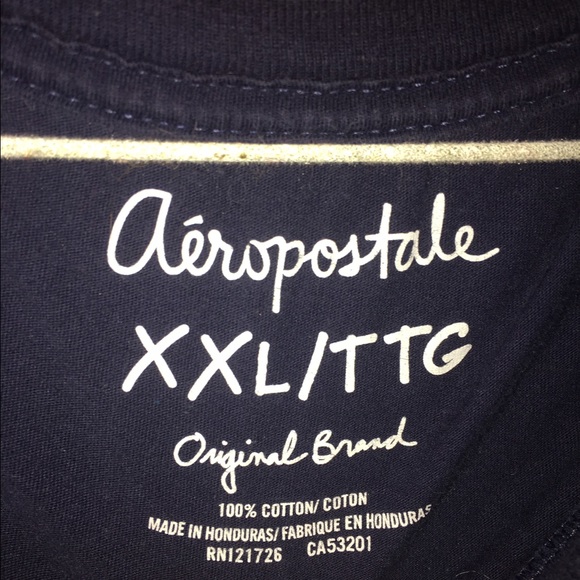 aéropostale
XXL/TTG
Original Brand
100% COTTON/ COTON
MADE IN HONDURAS/ FABRIQUE EN HONDURAS
RN121726 CA53201